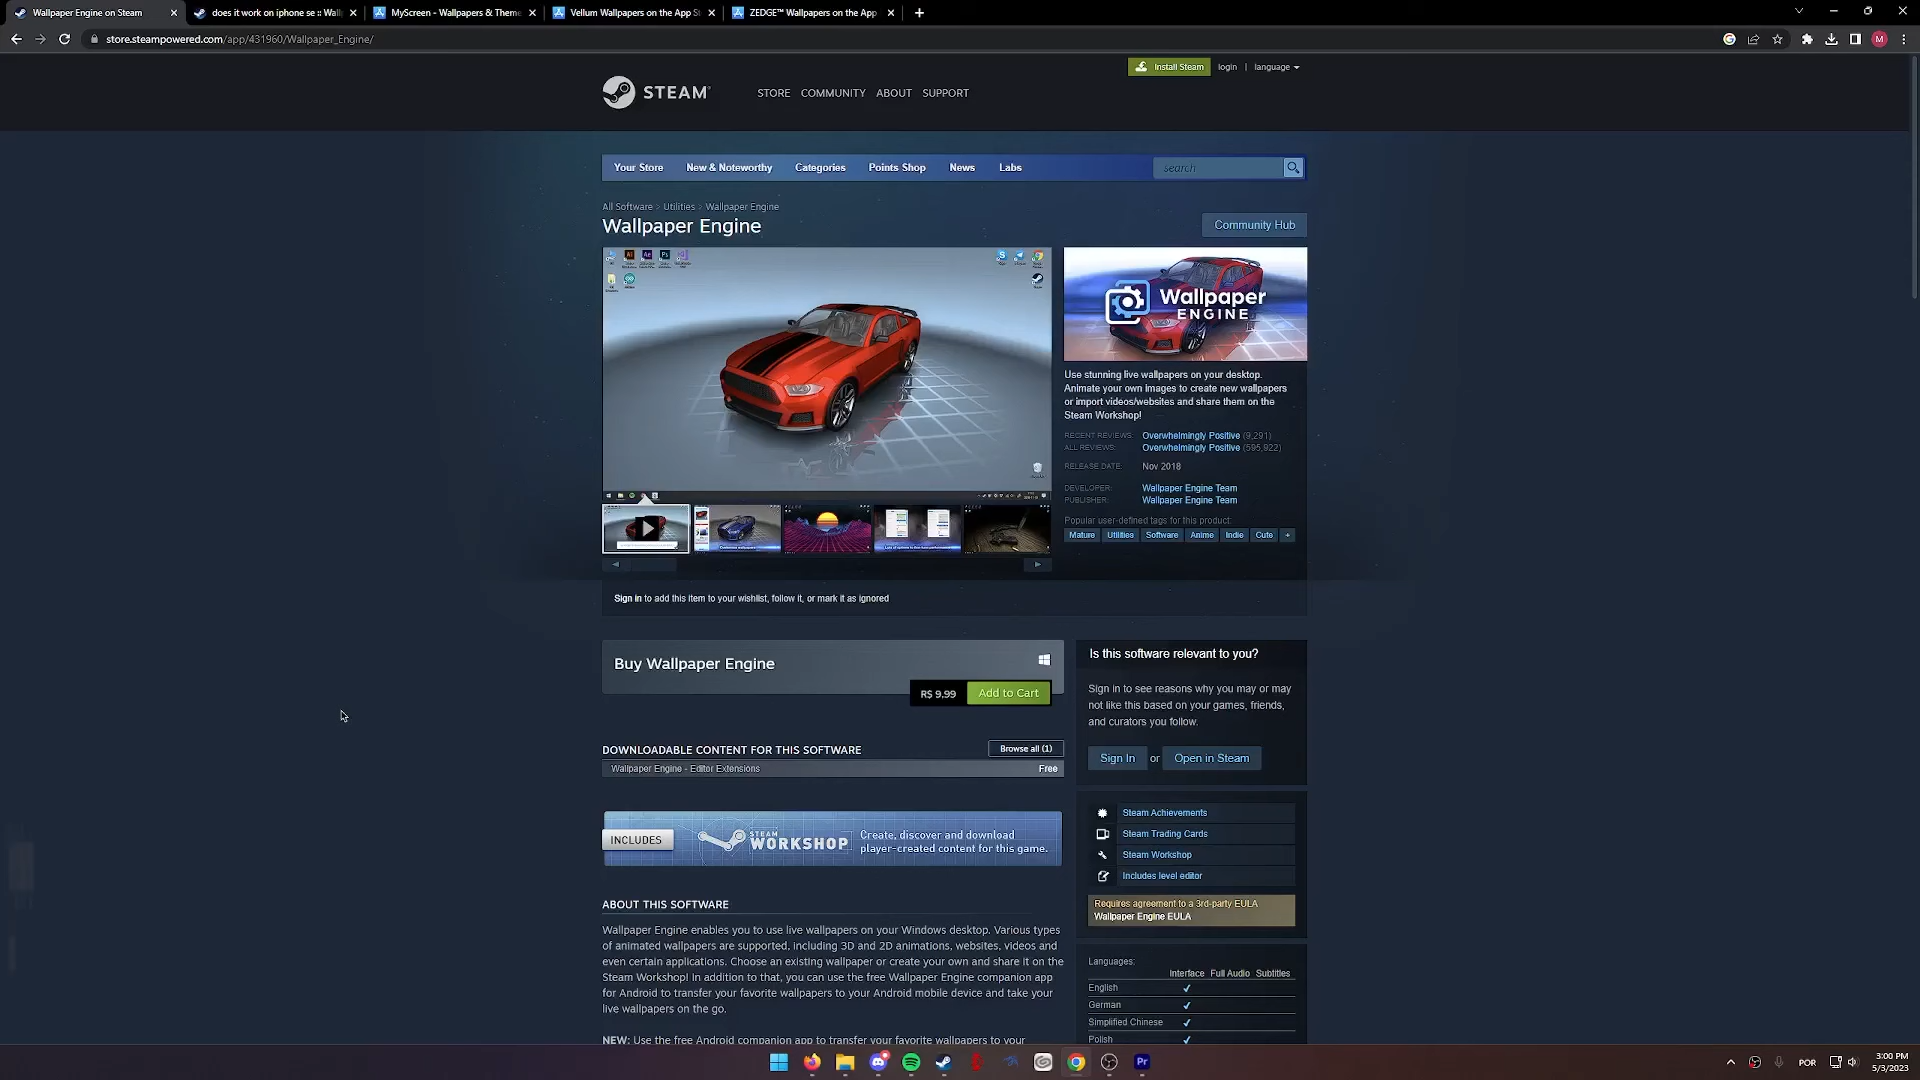 Wallpaper Engine on Steam
does it work on iphone se :: Wall
MyScreen - Wallpapers & Theme
Vellum Wallpapers on the App S
ZEDGE™ Wallpapers on the App
store.steampowered.com/app/431960/Wallpaper_Engine/
M
Install Steam
login | language
STEAM
STORE COMMUNITY ABOUT SUPPORT
Your Store New & Noteworthy Categories Points Shop News Labs
search
All Software > Utilities > Wallpaper Engine
Wallpaper Engine
Community Hub
Wallpaper
ENGINE
Use stunning live wallpapers on your desktop.
Animate your own images to create new wallpapers
or import videos/websites and share them on the
Steam Workshop!
RECENT REVIEWS: Overwhelmingly Positive (9,291)
ALL REVIEWS: Overwhelmingly Positive (595,922)
RELEASE DATE: Nov 2018
DEVELOPER: Wallpaper Engine Team
PUBLISHER: Wallpaper Engine Team
Popular user-defined tags for this product:
Mature Utilities Software Anime Indie Cute +
Sign in to add this item to your wishlist, follow it, or mark it as ignored
Buy Wallpaper Engine
R$ 9,99 Add to Cart
DOWNLOADABLE CONTENT FOR THIS SOFTWARE
Browse all (1)
Wallpaper Engine - Editor Extensions Free
INCLUDES
STEAM
WORKSHOP
Create, discover and download
player-created content for this game.
ABOUT THIS SOFTWARE
Wallpaper Engine enables you to use live wallpapers on your Windows desktop. Various types
of animated wallpapers are supported, including 3D and 2D animations, websites, videos and
even certain applications. Choose an existing wallpaper or create your own and share it on the
Steam Workshop! In addition to that, you can use the free Wallpaper Engine companion app
for Android to transfer your favorite wallpapers to your Android mobile device and take your
live wallpapers on the go.
NEW: Use the free Android companion app to transfer your favorite wallpapers to your
Is this software relevant to you?
Sign in to see reasons why you may or may
not like this based on your games, friends,
and curators you follow.
Sign In or Open in Steam
Steam Achievements
Steam Trading Cards
Steam Workshop
Includes level editor
Requires agreement to a 3rd-party EULA
Wallpaper Engine EULA
Languages:
Interface Full Audio Subtitles
English ✓
German ✓
Simplified Chinese ✓
Polish ✓
Pr
POR
3:00 PM
5/3/2023